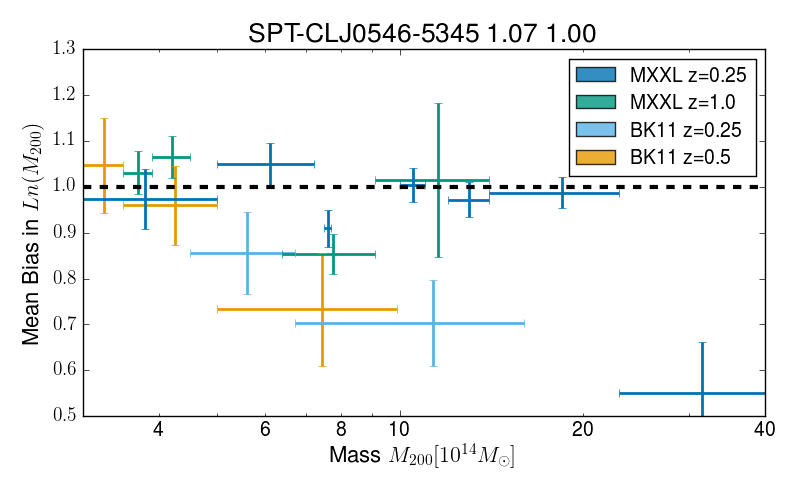 SPT-CLJ0546-5345 1.07 1.00
1.3
1.2
1.1
1.0
0.9
0.8
0.7
0.6
0.5
Mean Bias in Ln(M₂₀₀)
MXXL z=0.25
MXXL z=1.0
BK11 z=0.25
BK11 z=0.5
4 6 8 10 20 40
Mass M₂₀₀[10¹⁴M☉]